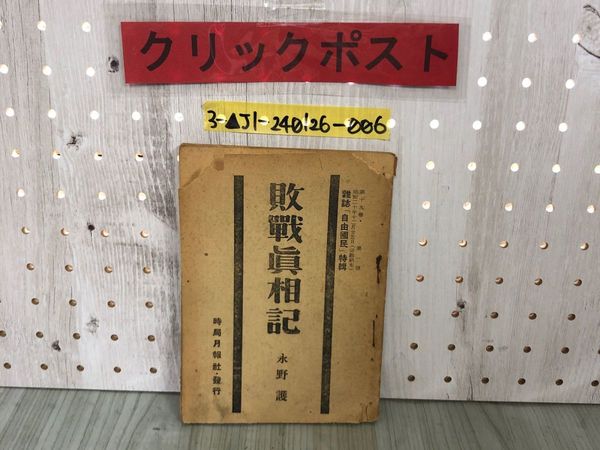 クリックポスト
3-▲J1-240126-006
雜誌「自由國民」特輯
敗戰眞相記
永野 護
時局月報社・發行